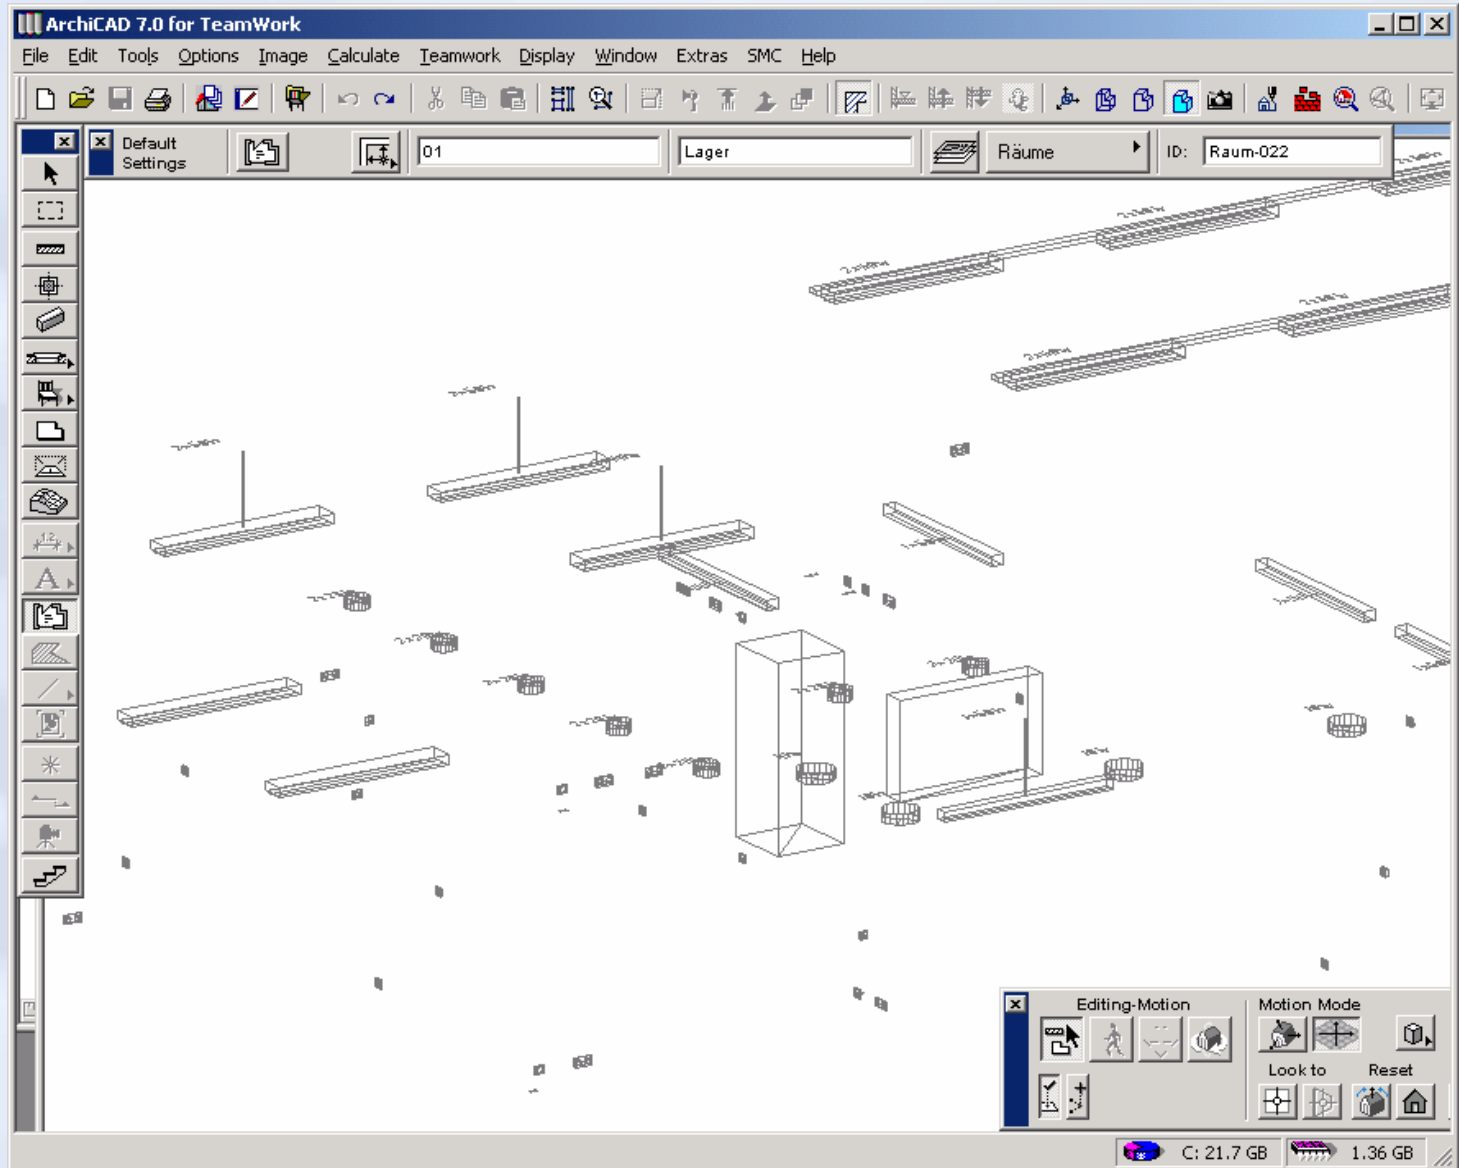 ArchiCAD 7.0 for TeamWork
File Edit Tools Options Image Calculate Teamwork Display Window Extras SMC Help
Default Settings
01
Lager
Räume
ID:
Raum-022
1.2
A
Editing-Motion
Motion Mode
Look to
Reset
C: 21.7 GB
1.36 GB